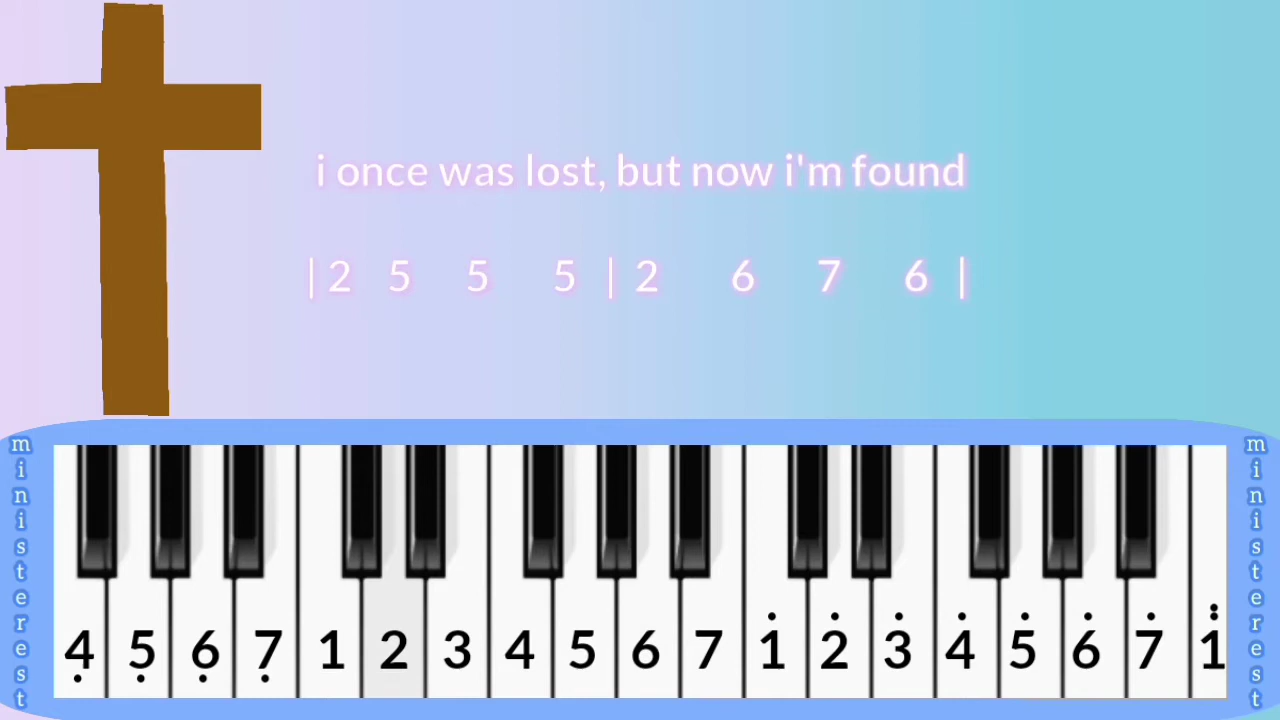 i once was lost, but now i'm found
| 2 5 5 5 | 2 6 7 6 |
ministerest
4̣ 5̣ 6̣ 7̣ 1 2 3 4 5 6 7 1̇ 2̇ 3̇ 4̇ 5̇ 6̇ 7̇ 1̈
ministerest